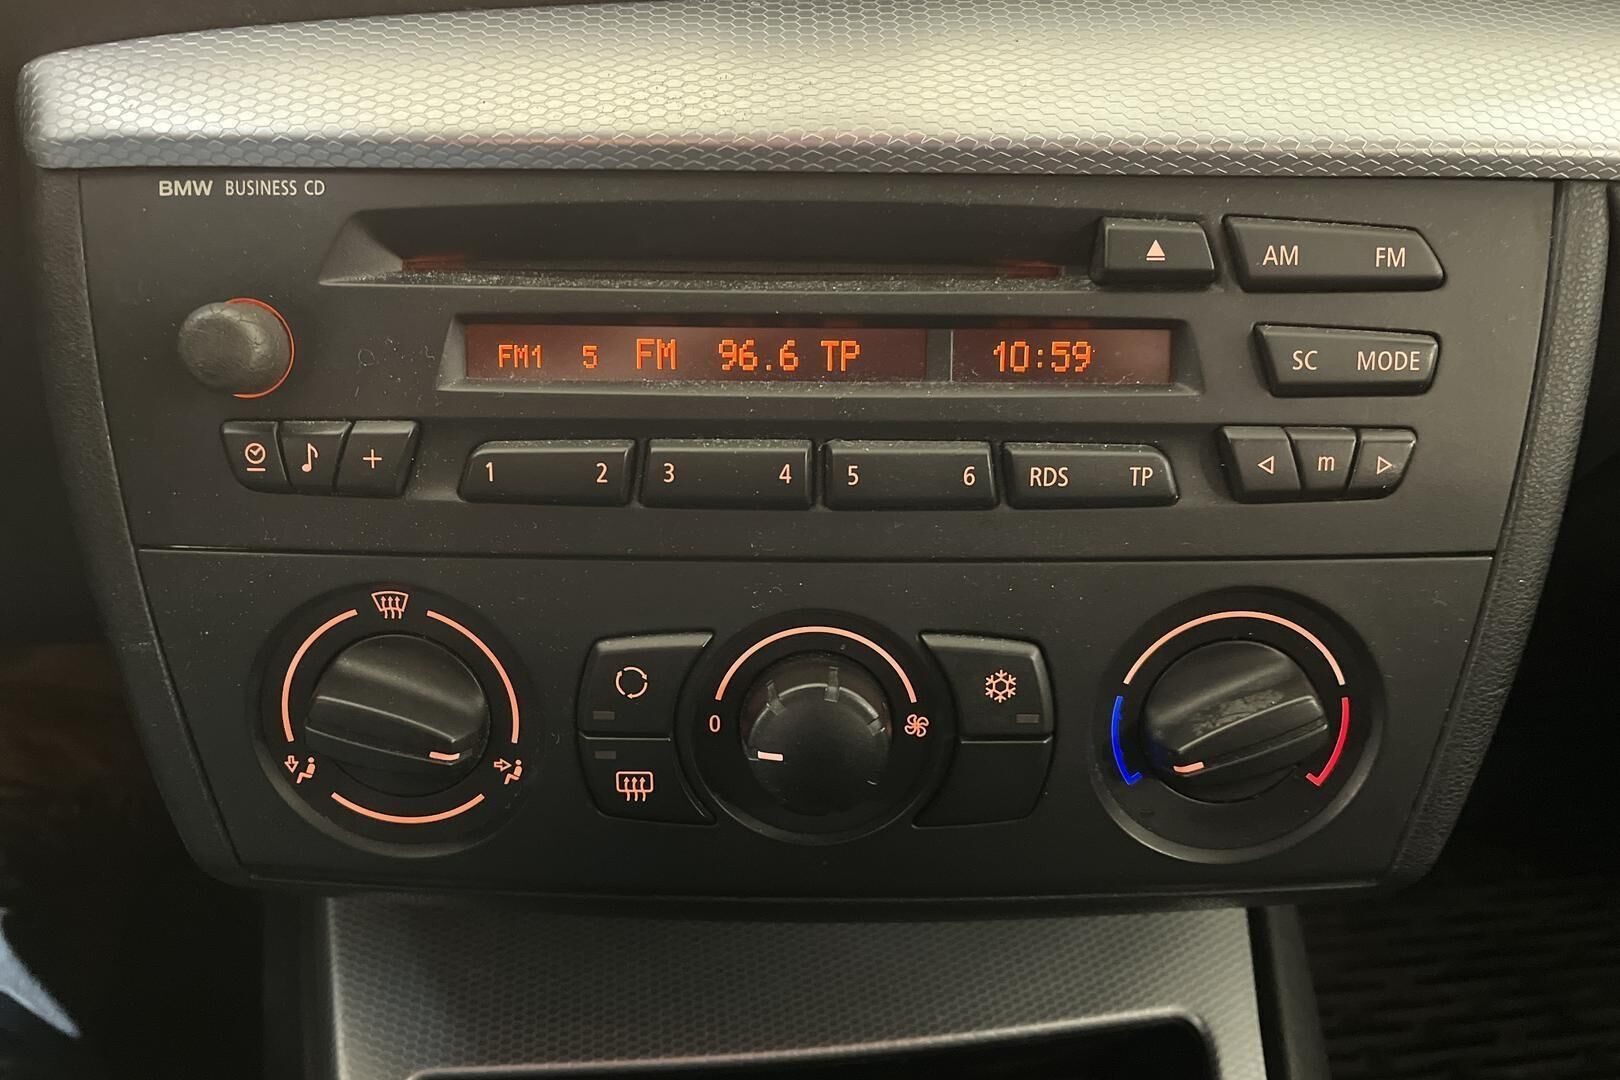 BMW BUSINESS CD
AM FM
FM1 5 FM 96.6 TP 10:59
SC MODE
+ 1 2 3 4 5 6 RDS TP m
0